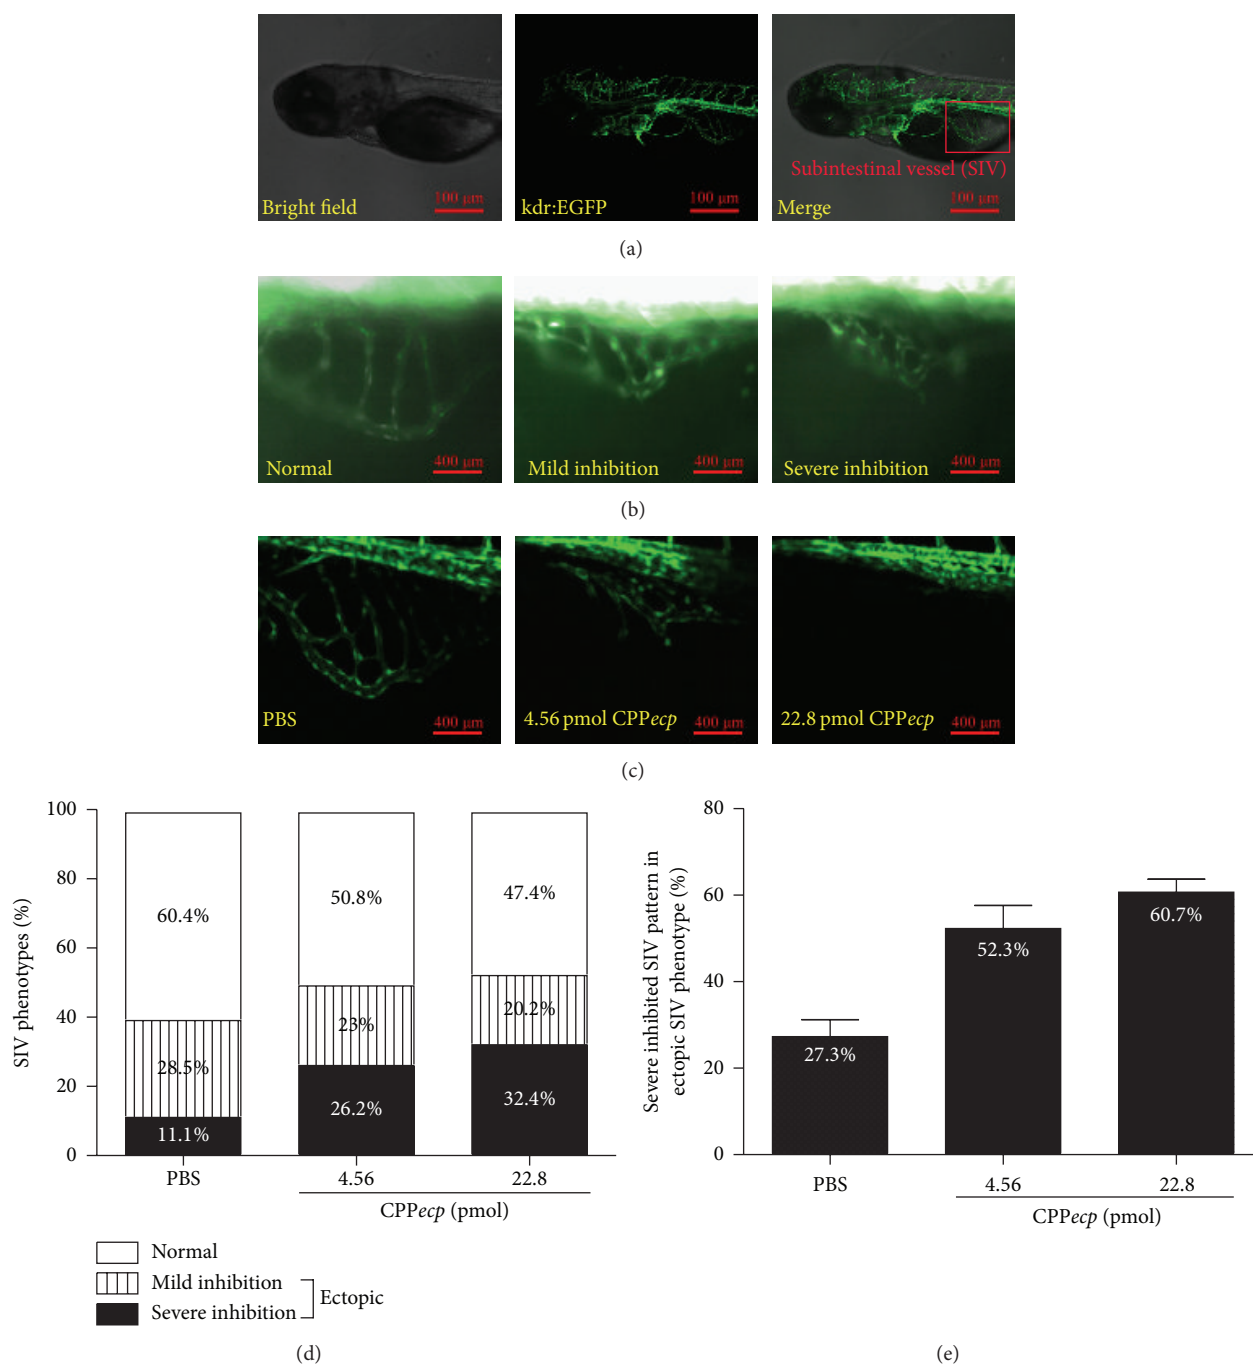 100 μm
Bright field
100 μm
kdr:EGFP
Subintestinal vessel (SIV)
100 μm
Merge
(a)
400 μm
Normal
400 μm
Mild inhibition
400 μm
Severe inhibition
(b)
PBS
400 μm
4.56 pmol CPPecp
400 μm
22.8 pmol CPPecp
400 μm
(c)
SIV phenotypes (%)
100
80
60
40
20
0
60.4%
28.5%
11.1%
50.8%
23%
26.2%
47.4%
20.2%
32.4%
PBS
4.56
22.8
CPPecp (pmol)
Normal
Mild inhibition
Severe inhibition
Ectopic
(d)
Severe inhibited SIV pattern in
ectopic SIV phenotype (%)
80
60
40
20
0
27.3%
52.3%
60.7%
PBS
4.56
22.8
CPPecp (pmol)
(e)